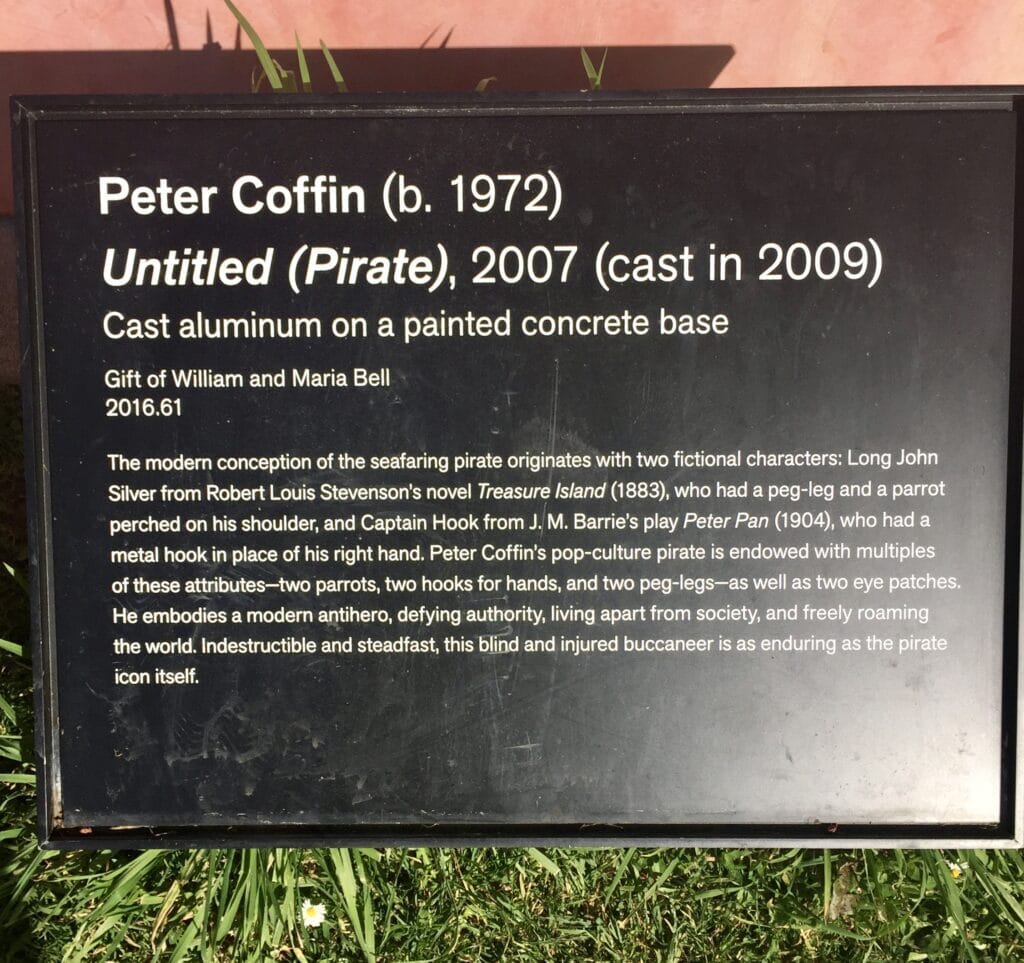 Peter Coffin (b. 1972)
Untitled (Pirate), 2007 (cast in 2009)
Cast aluminum on a painted concrete base
Gift of William and Maria Bell
2016.61
The modern conception of the seafaring pirate originates with two fictional characters: Long John
Silver from Robert Louis Stevenson's novel Treasure Island (1883), who had a peg-leg and a parrot
perched on his shoulder, and Captain Hook from J. M. Barrie's play Peter Pan (1904), who had a
metal hook in place of his right hand. Peter Coffin's pop-culture pirate is endowed with multiples
of these attributes—two parrots, two hooks for hands, and two peg-legs—as well as two eye patches.
He embodies a modern antihero, defying authority, living apart from society, and freely roaming
the world. Indestructible and steadfast, this blind and injured buccaneer is as enduring as the pirate
icon itself.